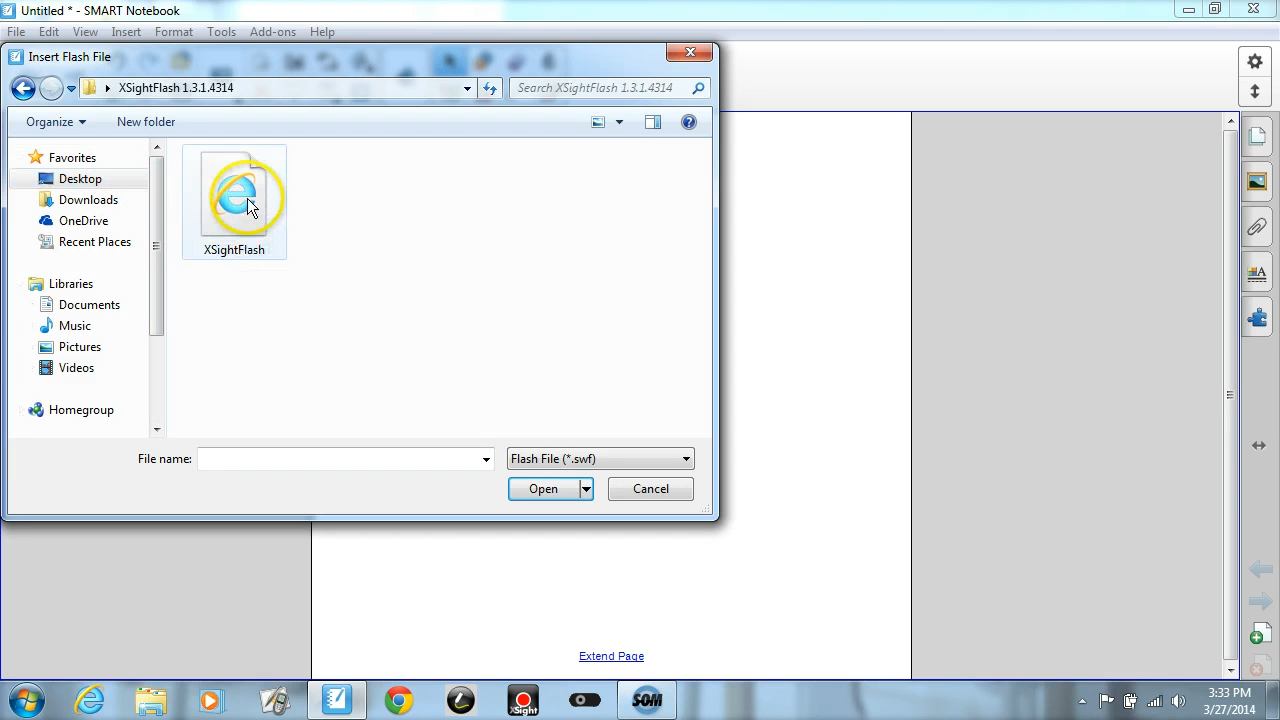 Untitled * - SMART Notebook
File Edit View Insert Format Tools Add-ons Help
Insert Flash File
XSightFlash 1.3.1.4314
Search XSightFlash 1.3.1.4314
Organize New folder
Favorites
Desktop
Downloads
OneDrive
Recent Places
Libraries
Documents
Music
Pictures
Videos
Homegroup
XSightFlash
File name:
Flash File (*.swf)
Open Cancel
Extend Page
XSight
SOM
3:33 PM
3/27/2014